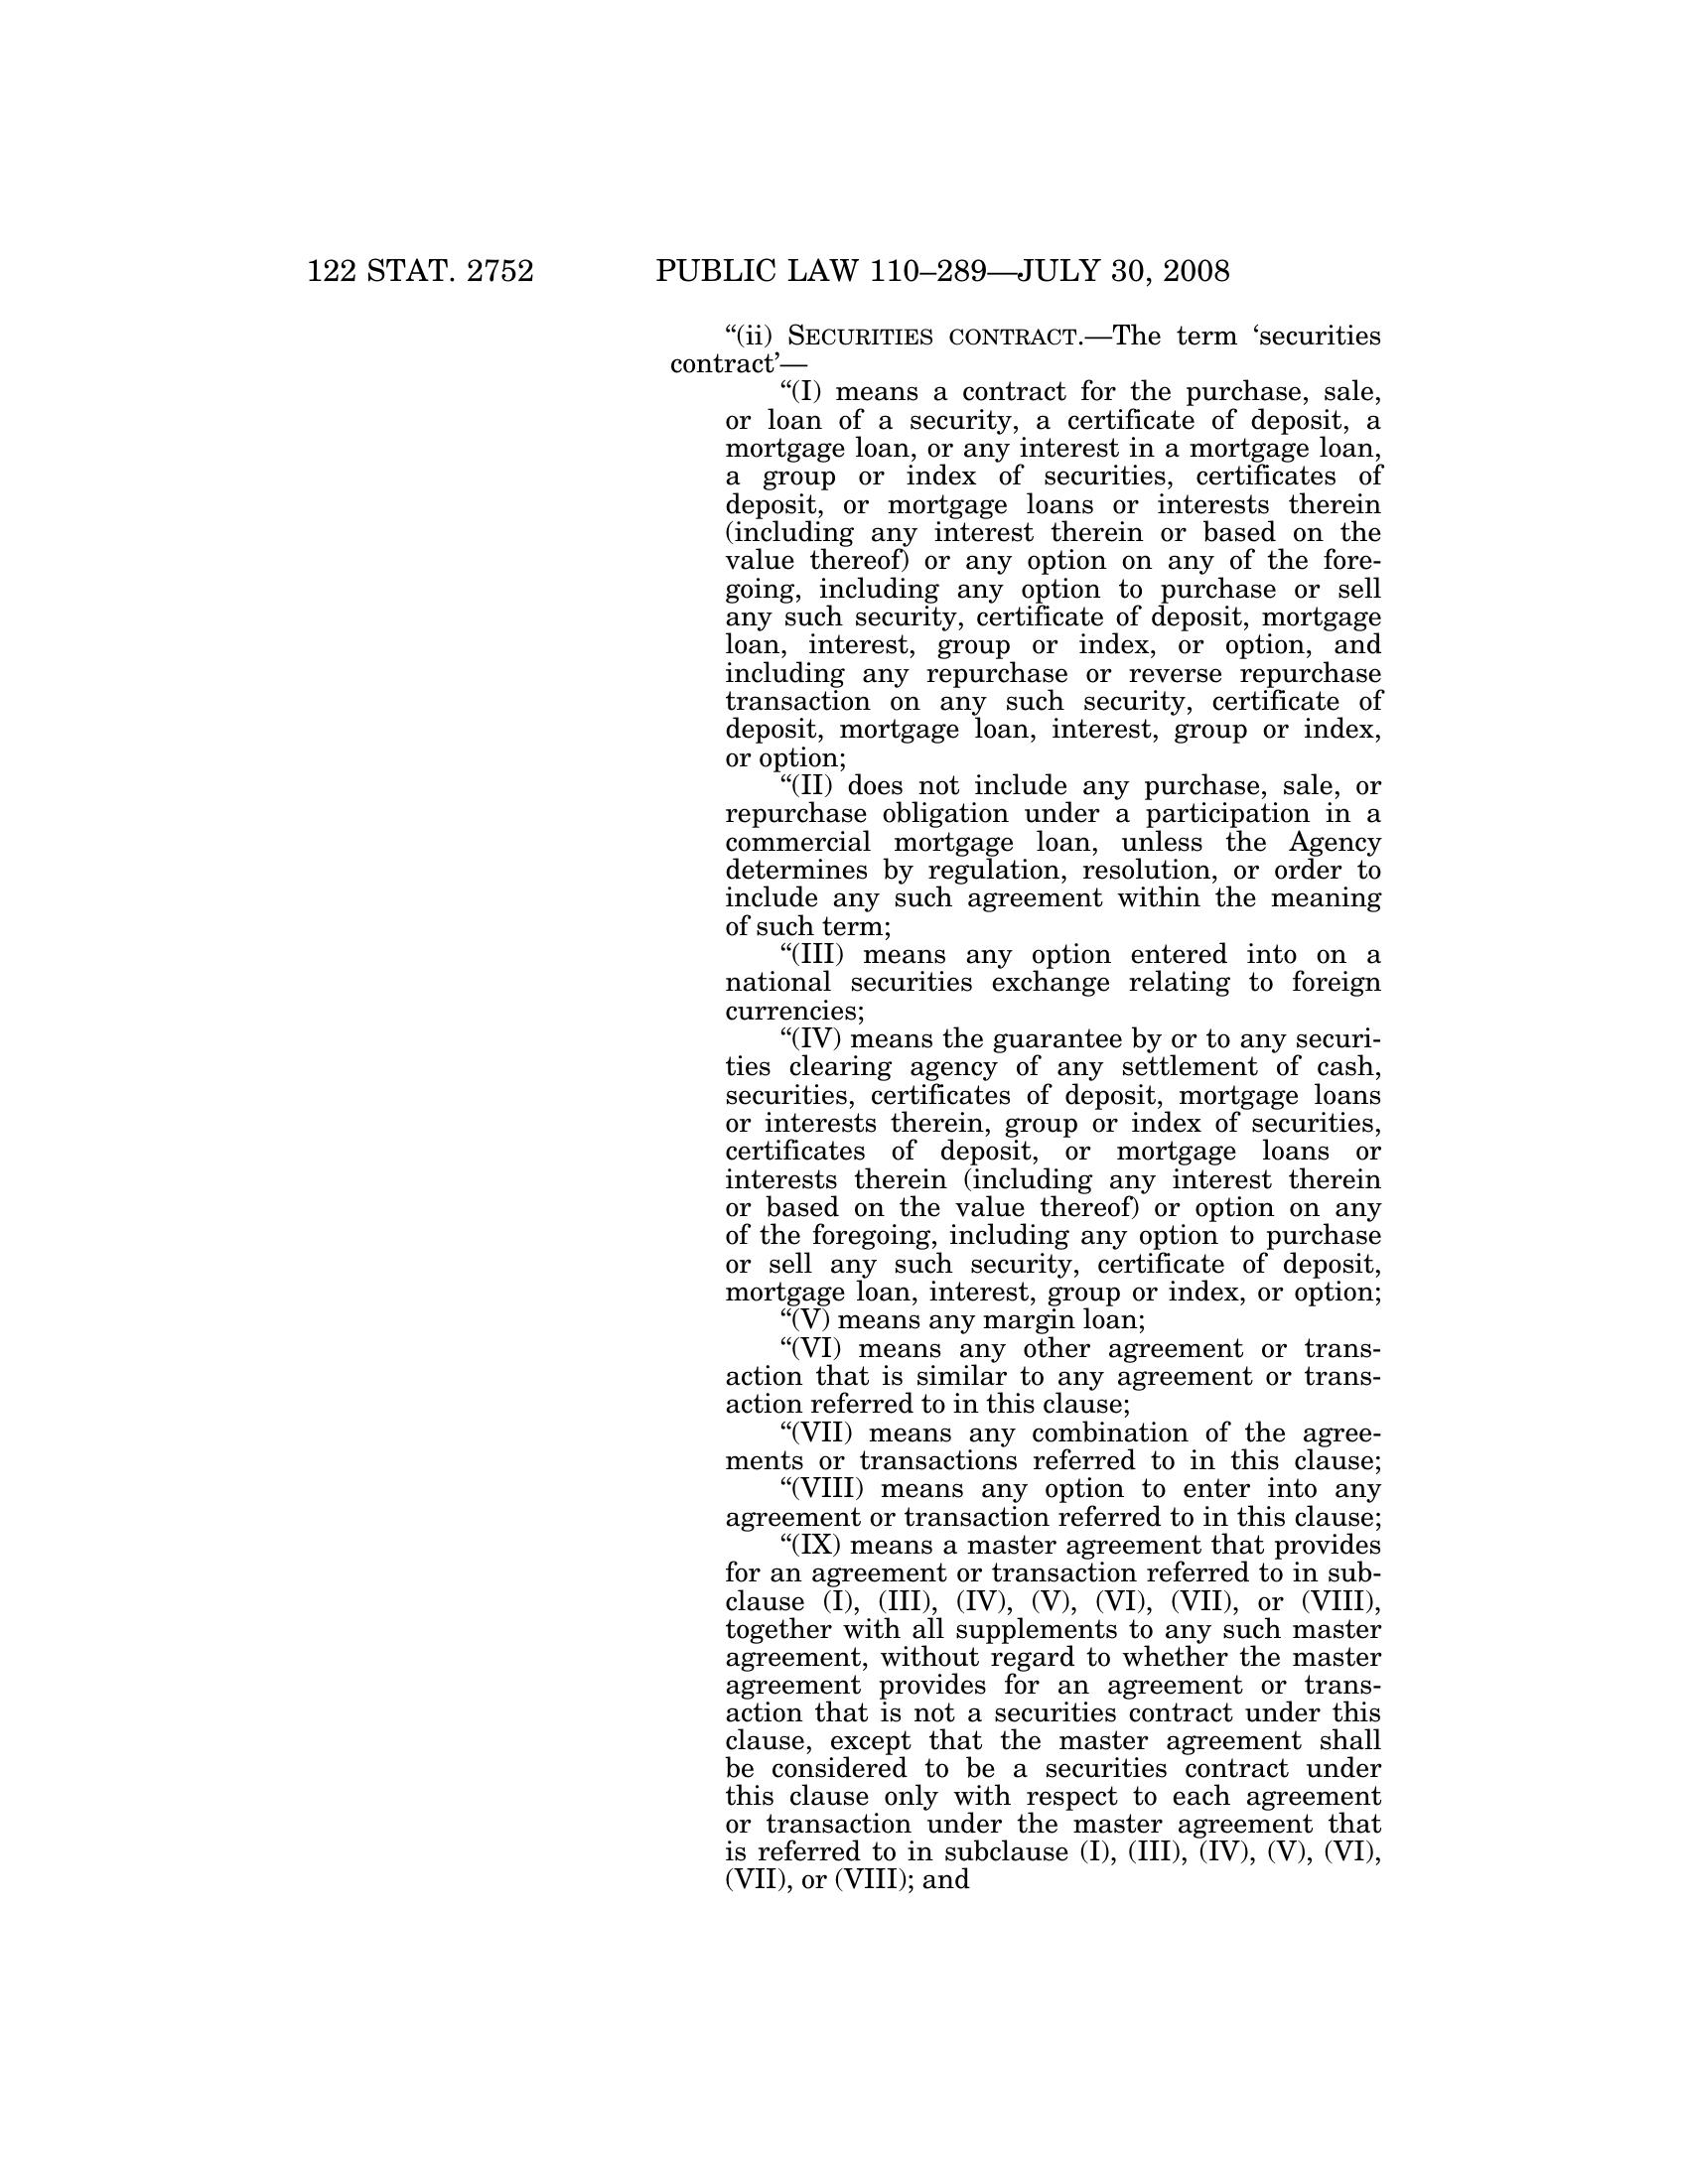 122 STAT. 2752
PUBLIC LAW 110–289—JULY 30, 2008
“(ii) SECURITIES CONTRACT.—The term ‘securities
contract’—
“(I) means a contract for the purchase, sale,
or loan of a security, a certificate of deposit, a
mortgage loan, or any interest in a mortgage loan,
a group or index of securities, certificates of
deposit, or mortgage loans or interests therein
(including any interest therein or based on the
value thereof) or any option on any of the fore-
going, including any option to purchase or sell
any such security, certificate of deposit, mortgage
loan, interest, group or index, or option, and
including any repurchase or reverse repurchase
transaction on any such security, certificate of
deposit, mortgage loan, interest, group or index,
or option;
“(II) does not include any purchase, sale, or
repurchase obligation under a participation in a
commercial mortgage loan, unless the Agency
determines by regulation, resolution, or order to
include any such agreement within the meaning
of such term;
“(III) means any option entered into on a
national securities exchange relating to foreign
currencies;
“(IV) means the guarantee by or to any securi-
ties clearing agency of any settlement of cash,
securities, certificates of deposit, mortgage loans
or interests therein, group or index of securities,
certificates of deposit, or mortgage loans or
interests therein (including any interest therein
or based on the value thereof) or option on any
of the foregoing, including any option to purchase
or sell any such security, certificate of deposit,
mortgage loan, interest, group or index, or option;
“(V) means any margin loan;
“(VI) means any other agreement or trans-
action that is similar to any agreement or trans-
action referred to in this clause;
“(VII) means any combination of the agree-
ments or transactions referred to in this clause;
“(VIII) means any option to enter into any
agreement or transaction referred to in this clause;
“(IX) means a master agreement that provides
for an agreement or transaction referred to in sub-
clause (I), (III), (IV), (V), (VI), (VII), or (VIII),
together with all supplements to any such master
agreement, without regard to whether the master
agreement provides for an agreement or trans-
action that is not a securities contract under this
clause, except that the master agreement shall
be considered to be a securities contract under
this clause only with respect to each agreement
or transaction under the master agreement that
is referred to in subclause (I), (III), (IV), (V), (VI),
(VII), or (VIII); and